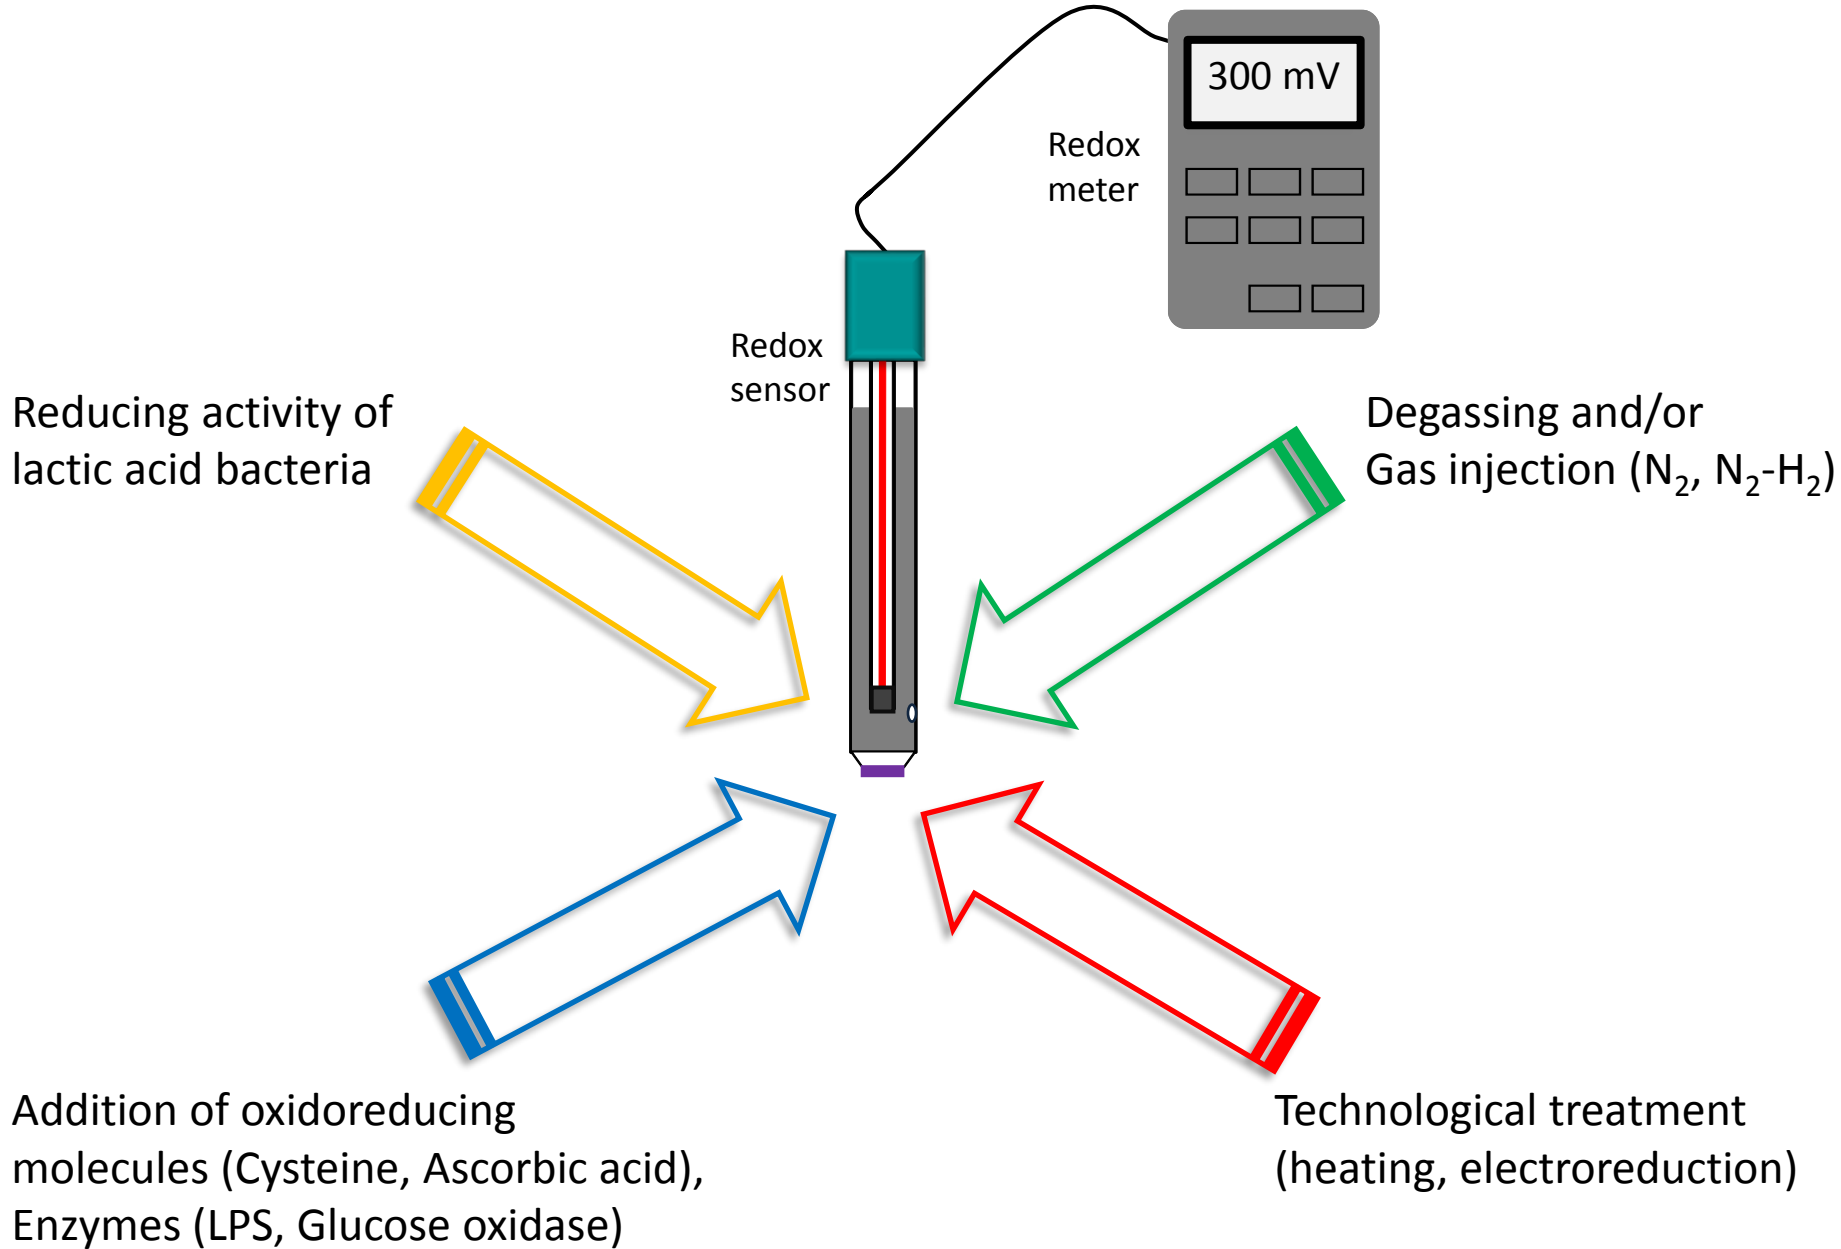 300 mV
Redox
meter
Redox
sensor
Reducing activity of
lactic acid bacteria
Degassing and/or
Gas injection (N₂, N₂-H₂)
Addition of oxidoreducing
molecules (Cysteine, Ascorbic acid),
Enzymes (LPS, Glucose oxidase)
Technological treatment
(heating, electroreduction)